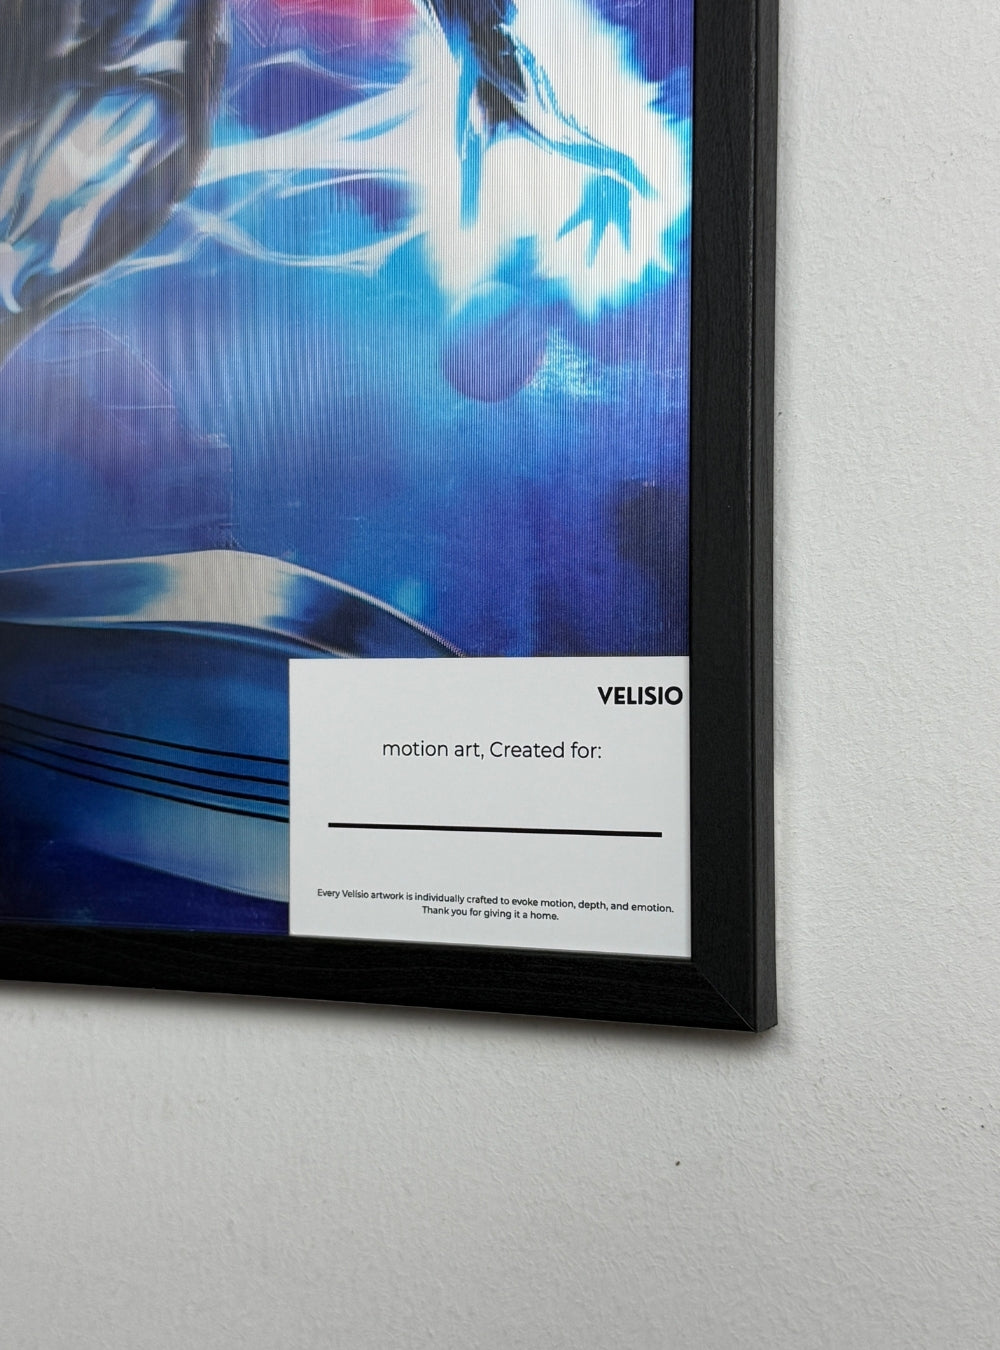 VELISIO
motion art, Created for:
Every Velisio artwork is individually crafted to evoke motion, depth, and emotion.
Thank you for giving it a home.